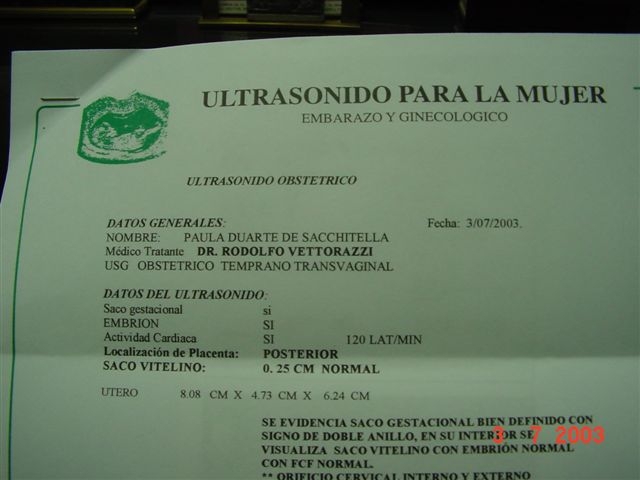 ULTRASONIDO PARA LA MUJER
EMBARAZO Y GINECOLOGICO
ULTRASONIDO OBSTETRICO
DATOS GENERALES: Fecha: 3/07/2003.
NOMBRE: PAULA DUARTE DE SACCHITELLA
Médico Tratante DR. RODOLFO VETTORAZZI
USG OBSTETRICO TEMPRANO TRANSVAGINAL
DATOS DEL ULTRASONIDO:
Saco gestacional si
EMBRION SI
Actividad Cardiaca SI 120 LAT/MIN
Localización de Placenta: POSTERIOR
SACO VITELINO: 0. 25 CM NORMAL
UTERO 8.08 CM X 4.73 CM X 6.24 CM
SE EVIDENCIA SACO GESTACIONAL BIEN DEFINIDO CON
SIGNO DE DOBLE ANILLO, EN SU INTERIOR SE
VISUALIZA SACO VITELINO CON EMBRIÓN NORMAL
CON FCF NORMAL.
** ORIFICIO CERVICAL INTERNO Y EXTERNO
3 7 2003